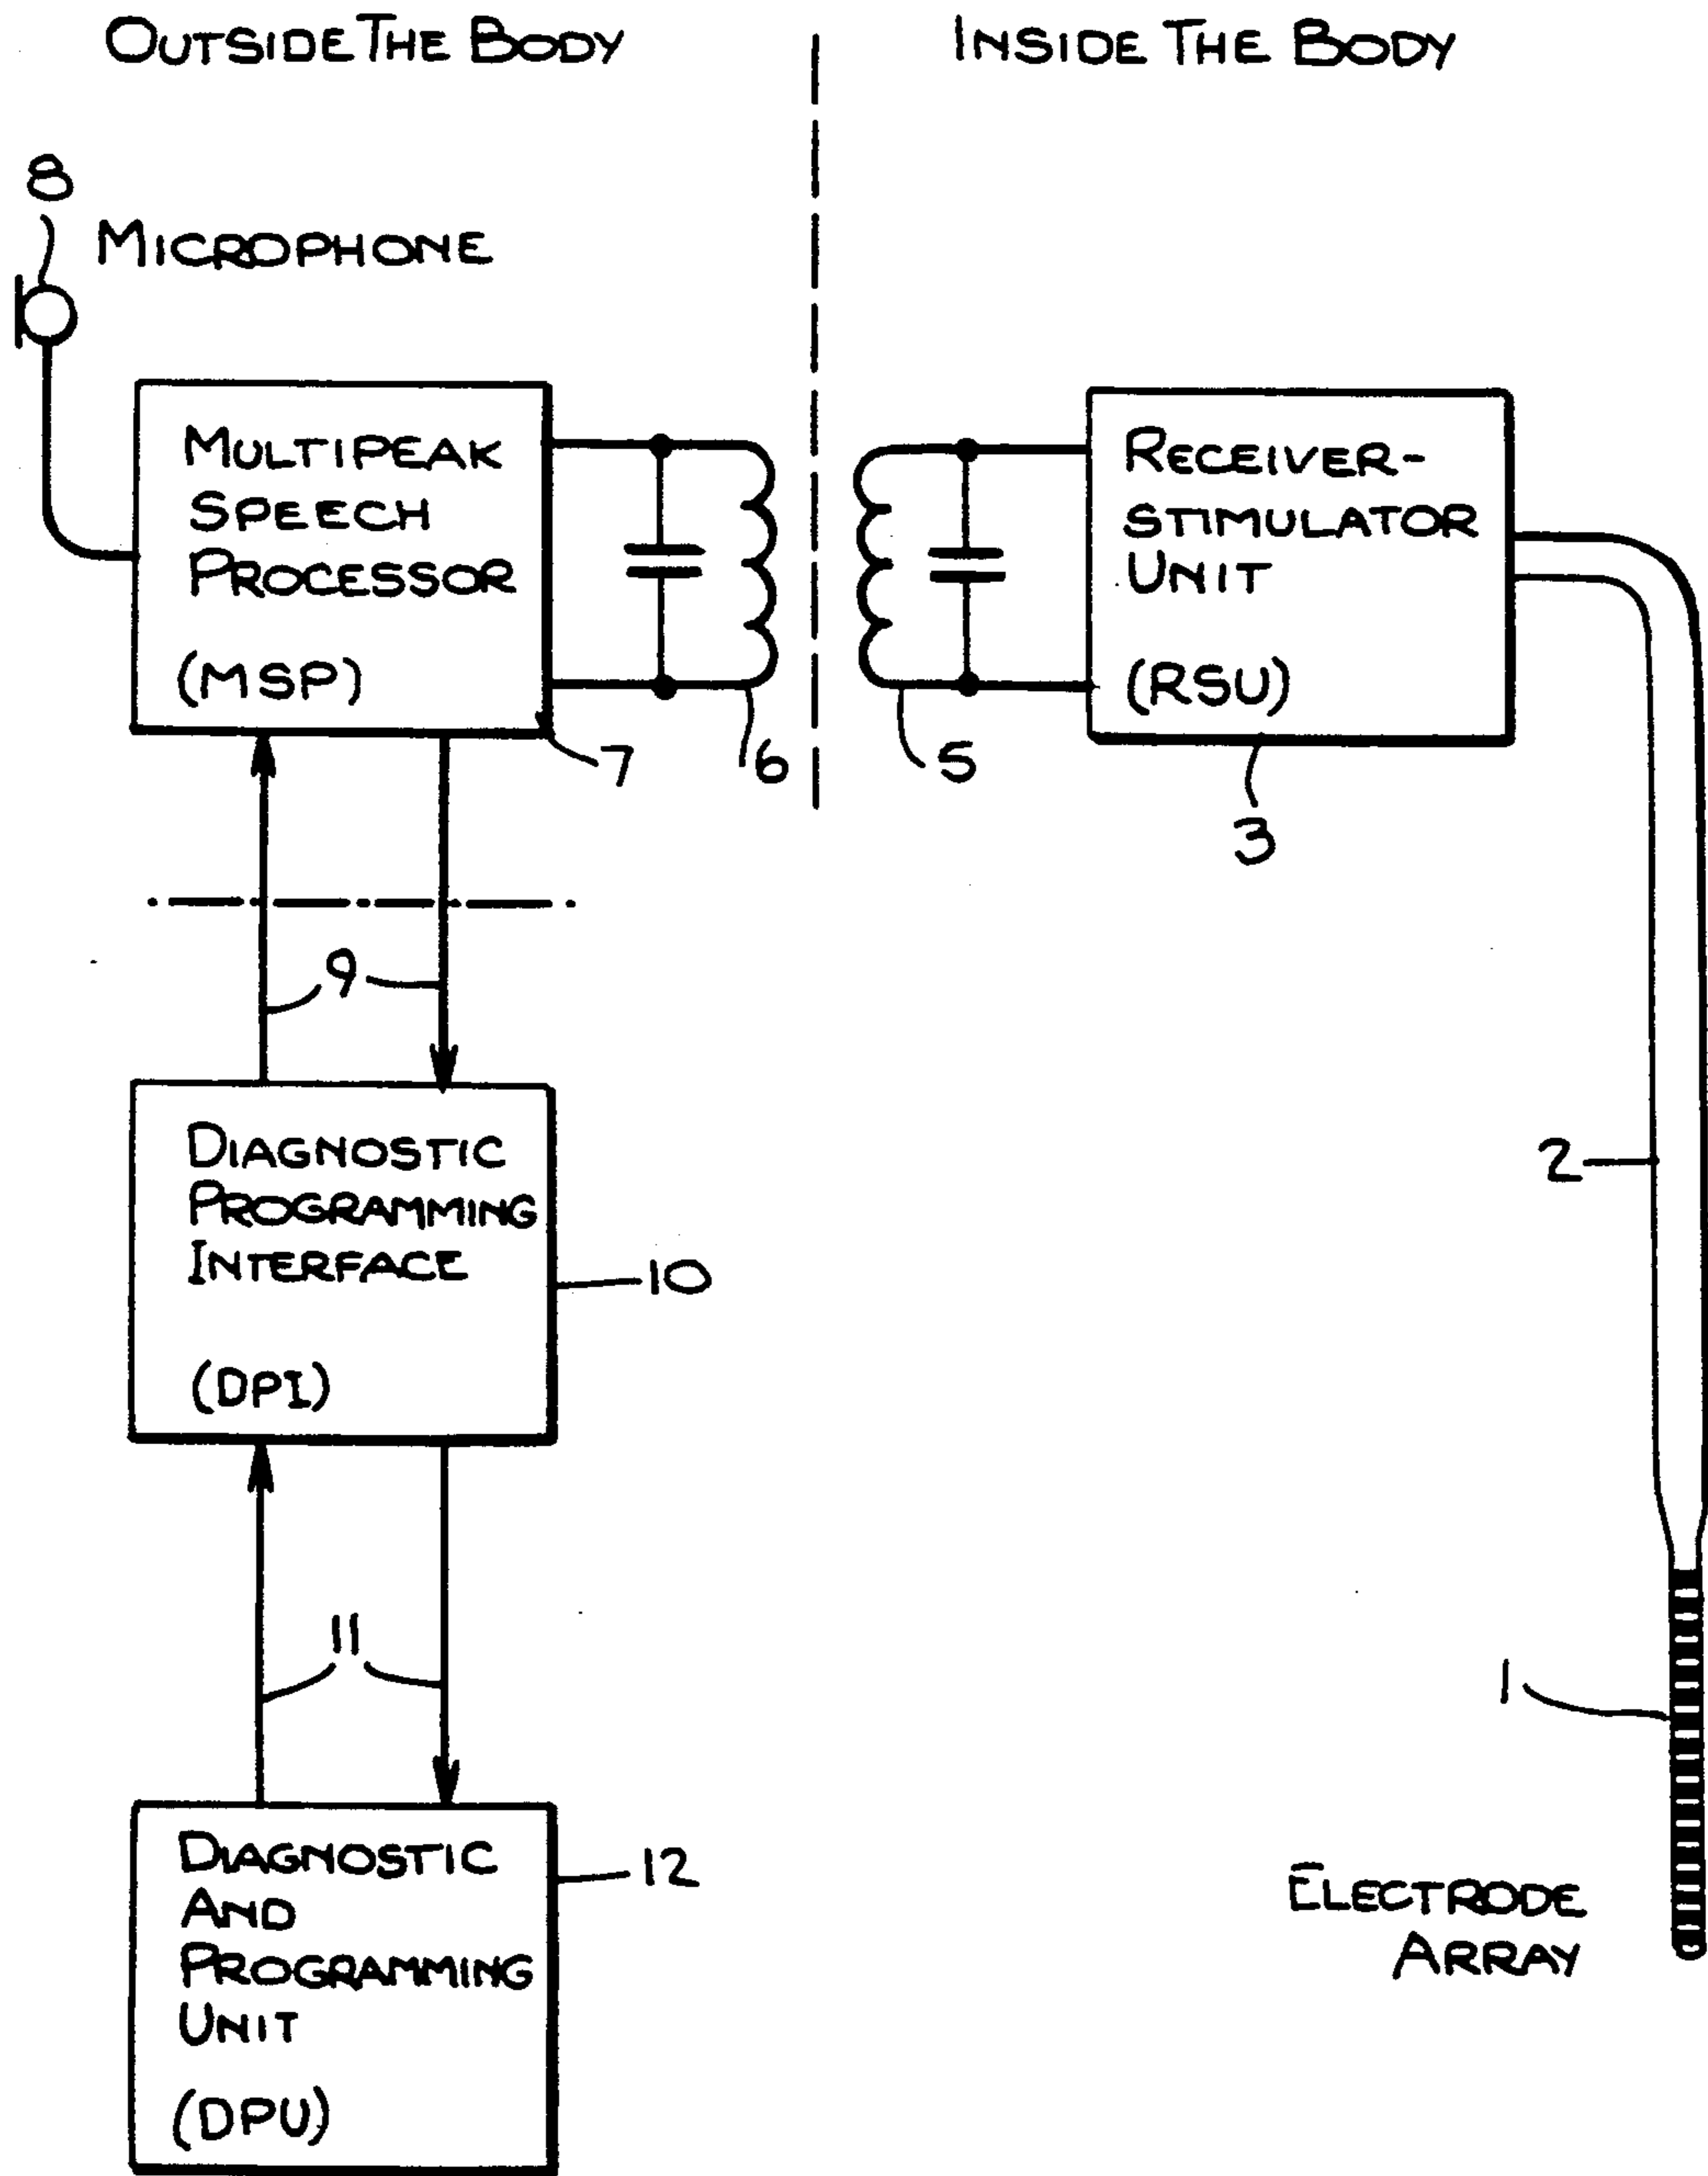 OUTSIDE THE BODY
INSIDE THE BODY
8
MICROPHONE
MULTIPEAK
SPEECH
PROCESSOR
(MSP)
RECEIVER-
STIMULATOR
UNIT
(RSU)
7
6
5
3
9
DIAGNOSTIC
PROGRAMMING
INTERFACE
(DPI)
10
2
11
1
DIAGNOSTIC
AND
PROGRAMMING
UNIT
(DPU)
12
ELECTRODE
ARRAY